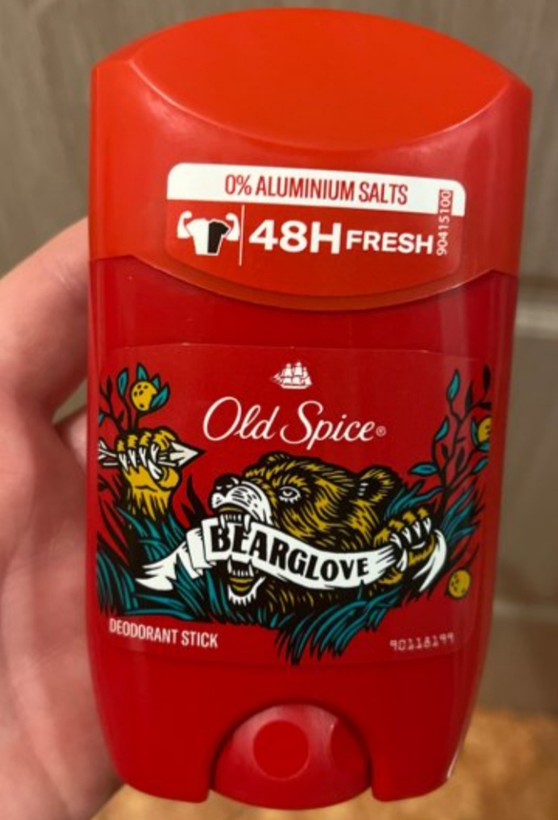 0% ALUMINIUM SALTS
48H FRESH
90415100
Old Spice®
BEARGLOVE
DEODORANT STICK
90118199